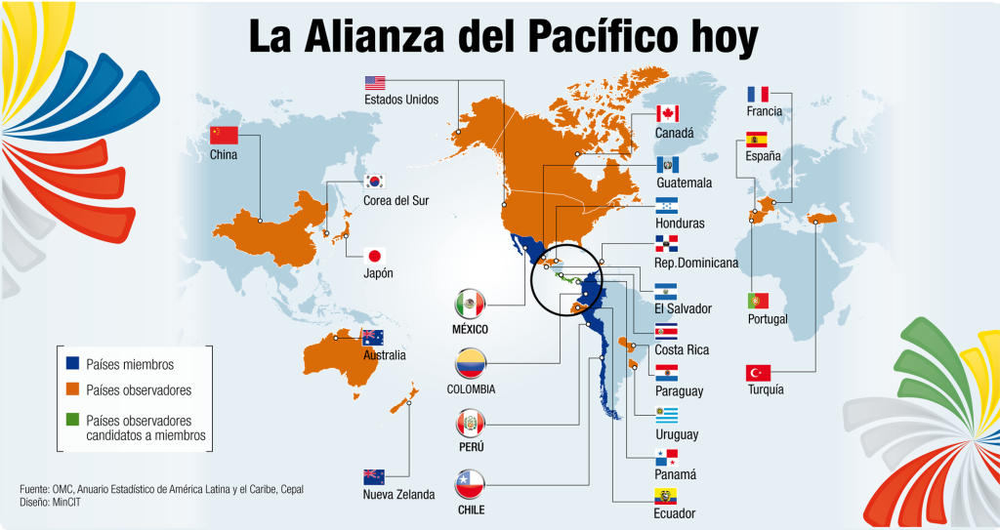 La Alianza del Pacífico hoy
Estados Unidos
China
Corea del Sur
Japón
Australia
Nueva Zelanda
MÉXICO
COLOMBIA
PERÚ
CHILE
Canadá
Guatemala
Honduras
Rep.Dominicana
El Salvador
Costa Rica
Paraguay
Uruguay
Panamá
Ecuador
Francia
España
Portugal
Turquía
Países miembros
Países observadores
Países observadores
candidatos a miembros
Fuente: OMC, Anuario Estadístico de América Latina y el Caribe, Cepal
Diseño: MinCIT